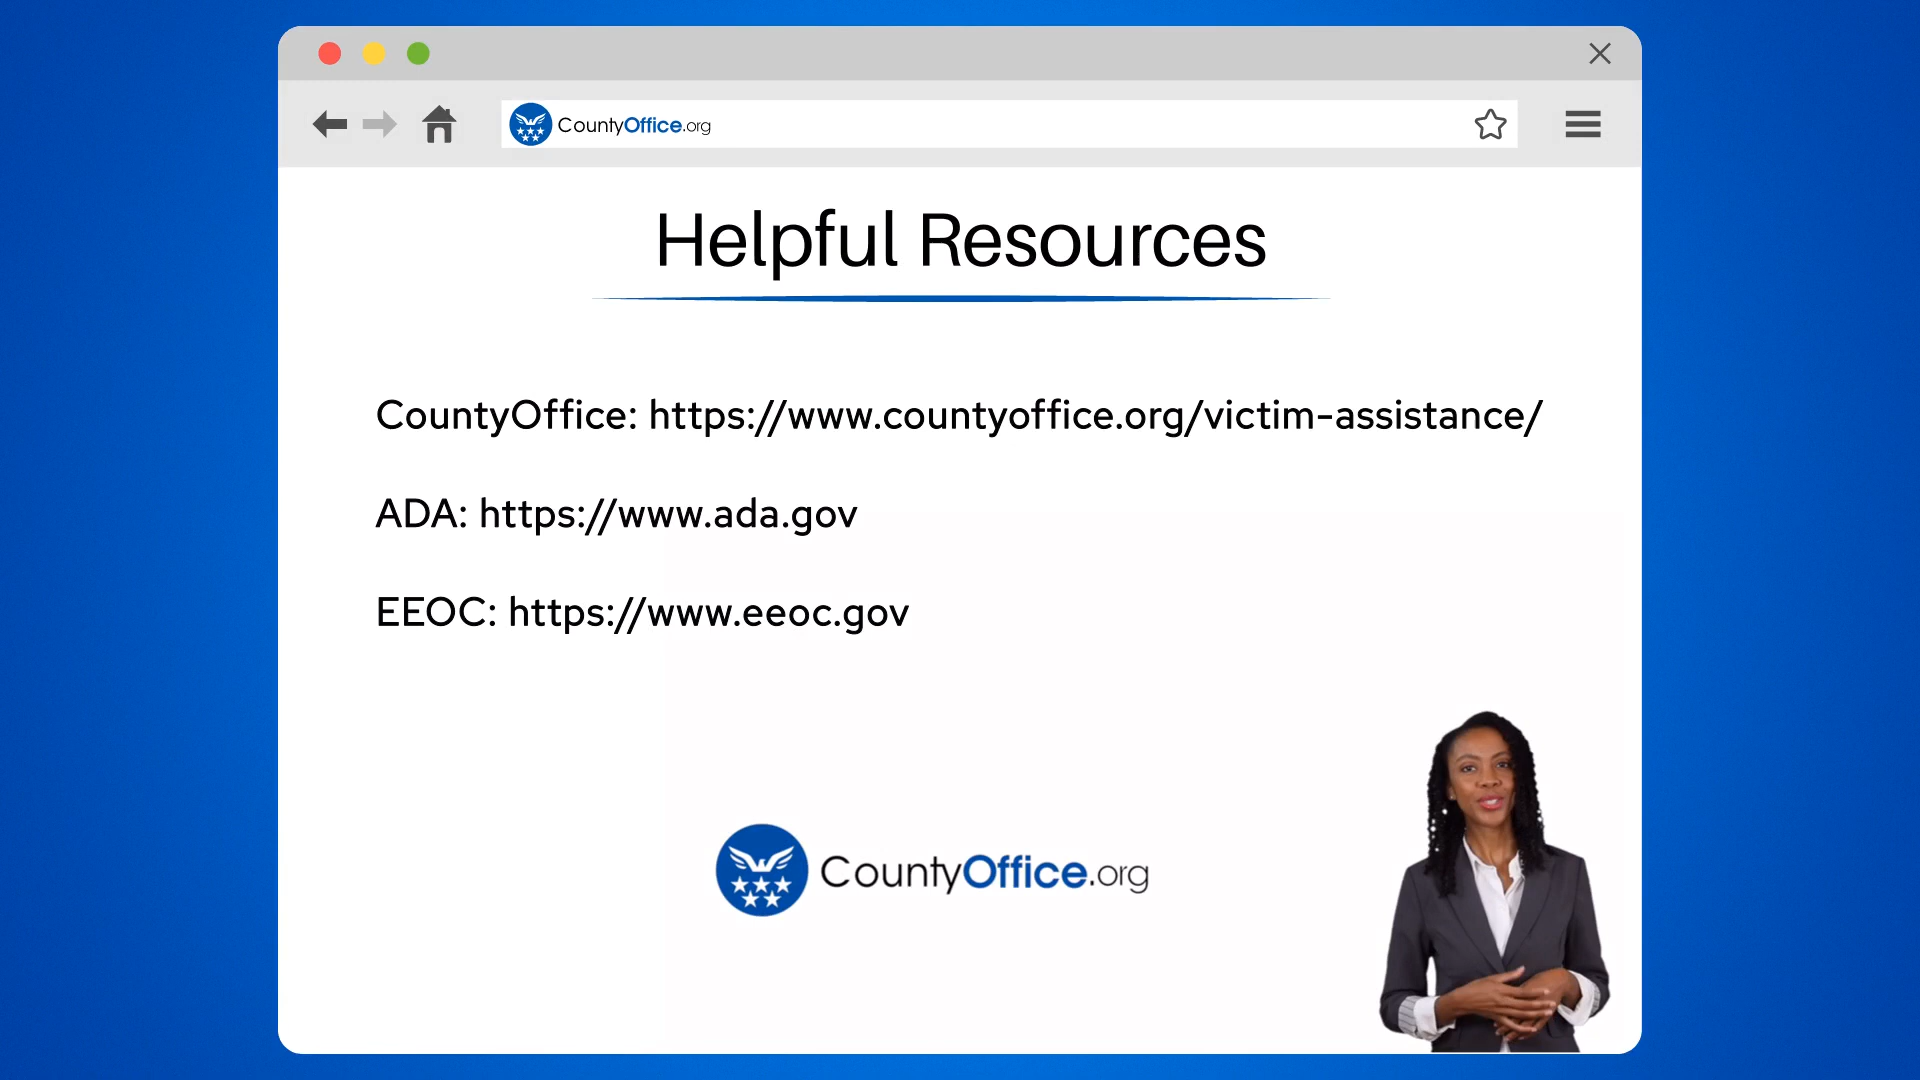 CountyOffice.org
Helpful Resources
CountyOffice: https://www.countyoffice.org/victim-assistance/
ADA: https://www.ada.gov
EEOC: https://www.eeoc.gov
CountyOffice.org